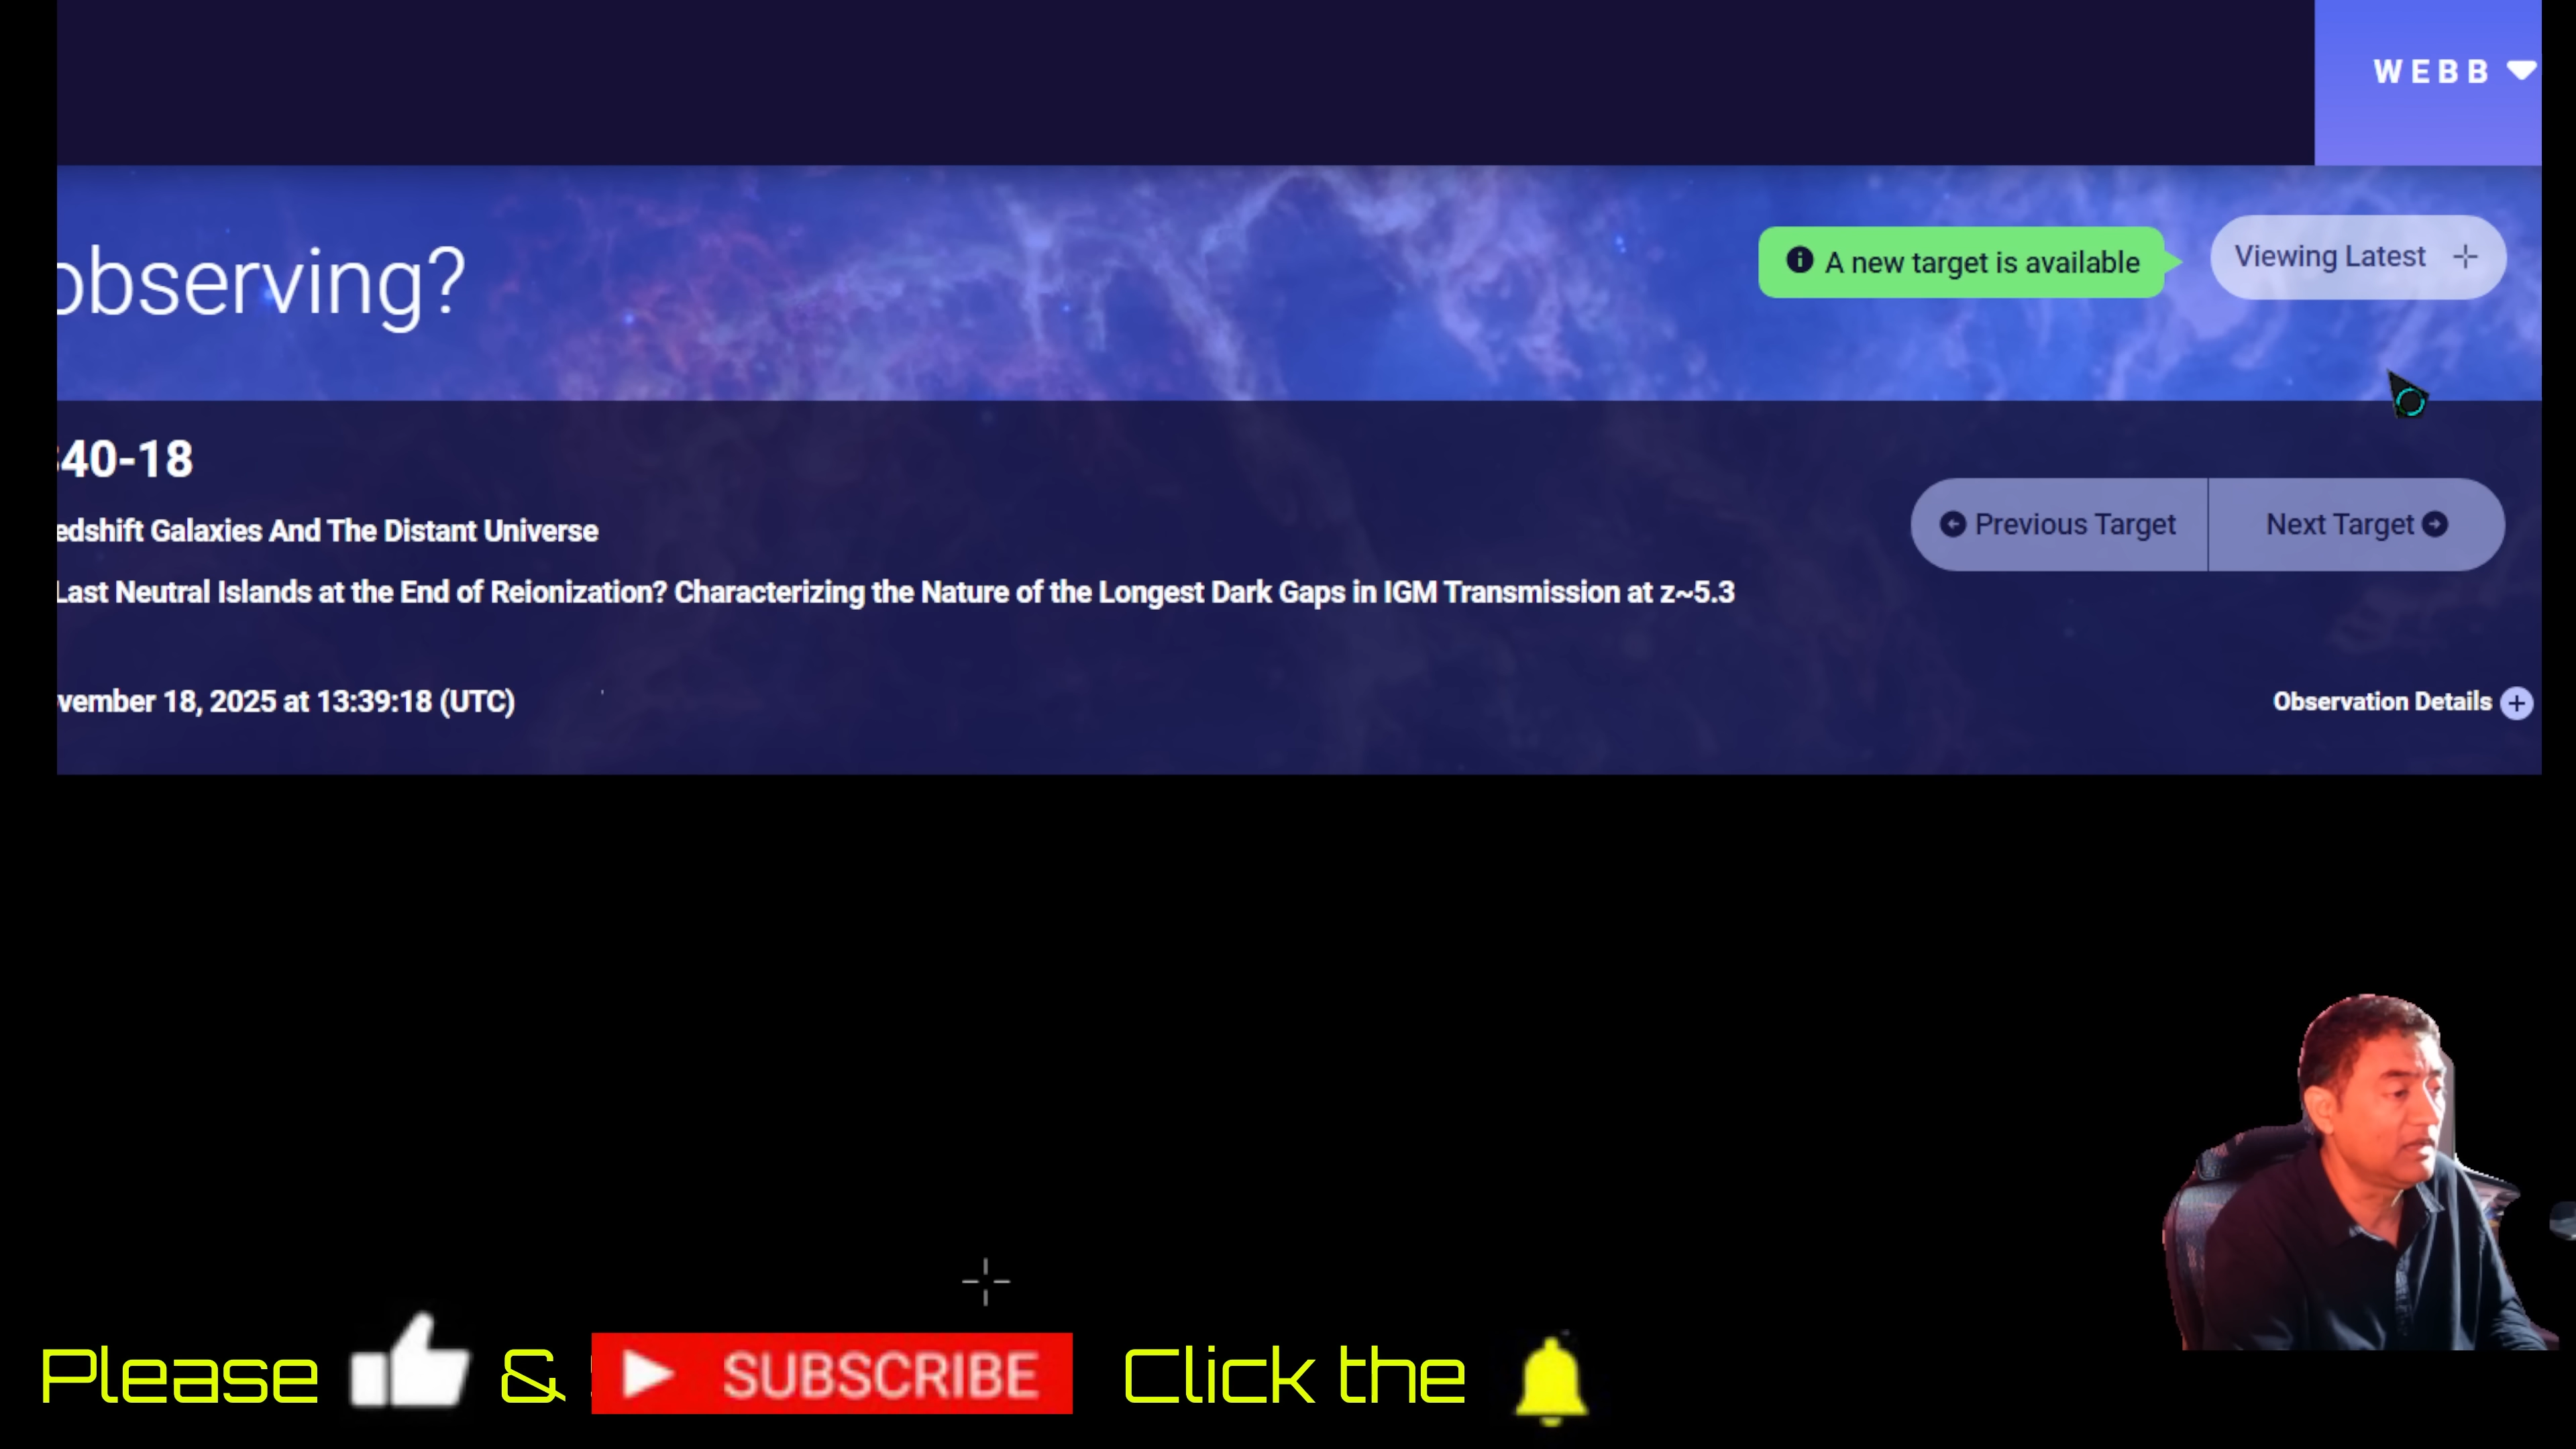 WEBB
observing?
A new target is available
Viewing Latest
40-18
Previous Target
Next Target
edshift Galaxies And The Distant Universe
Last Neutral Islands at the End of Reionization? Characterizing the Nature of the Longest Dark Gaps in IGM Transmission at z~5.3
vember 18, 2025 at 13:39:18 (UTC)
Observation Details
Please & SUBSCRIBE Click the